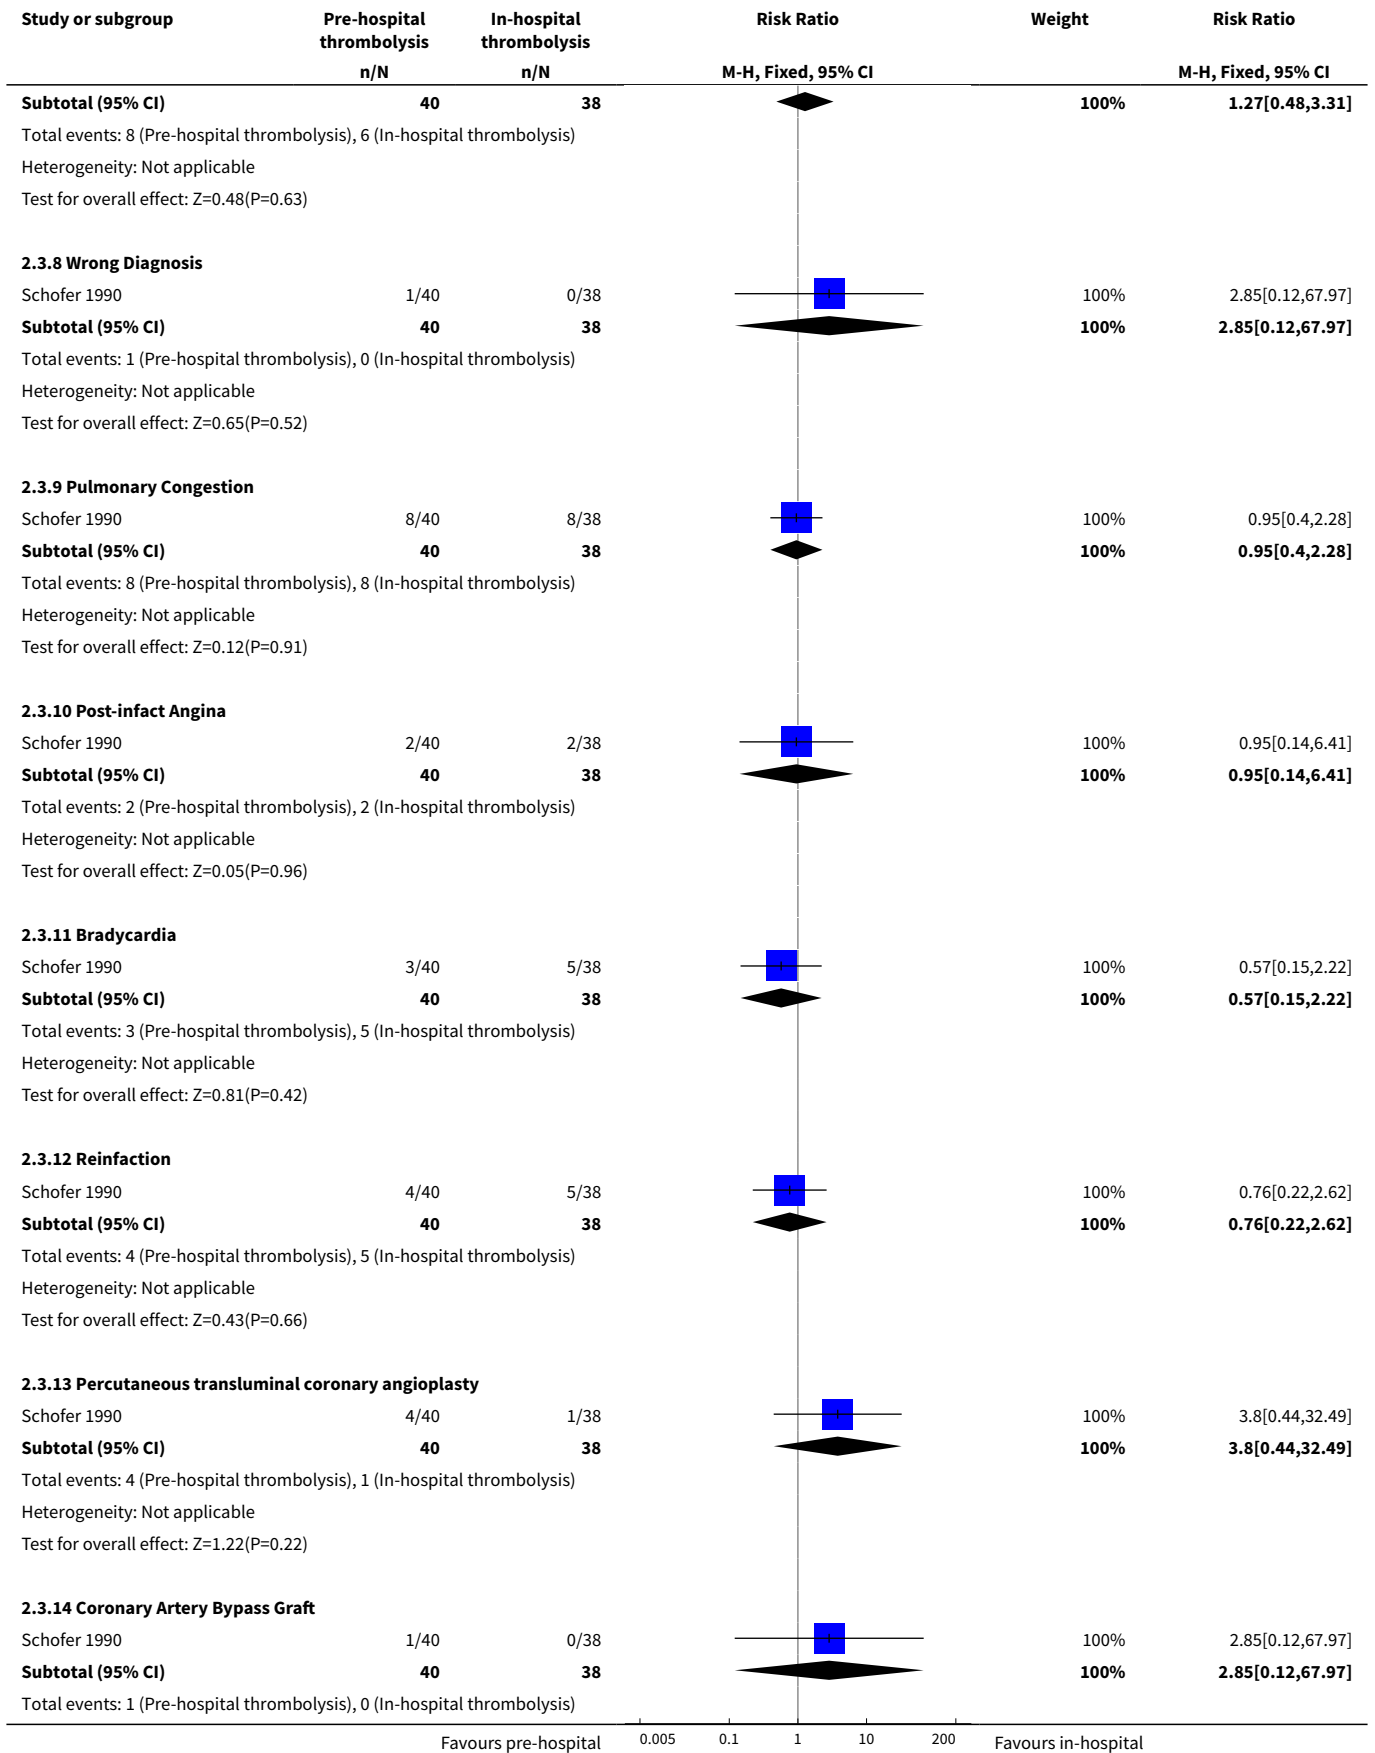 Study or subgroup Pre-hospital thrombolysis In-hospital thrombolysis Risk Ratio Weight Risk Ratio
n/N n/N M-H, Fixed, 95% CI M-H, Fixed, 95% CI
Subtotal (95% CI) 40 38 100% 1.27[0.48,3.31]
Total events: 8 (Pre-hospital thrombolysis), 6 (In-hospital thrombolysis)
Heterogeneity: Not applicable
Test for overall effect: Z=0.48(P=0.63)
2.3.8 Wrong Diagnosis
Schofer 1990 1/40 0/38 100% 2.85[0.12,67.97]
Subtotal (95% CI) 40 38 100% 2.85[0.12,67.97]
Total events: 1 (Pre-hospital thrombolysis), 0 (In-hospital thrombolysis)
Heterogeneity: Not applicable
Test for overall effect: Z=0.65(P=0.52)
2.3.9 Pulmonary Congestion
Schofer 1990 8/40 8/38 100% 0.95[0.4,2.28]
Subtotal (95% CI) 40 38 100% 0.95[0.4,2.28]
Total events: 8 (Pre-hospital thrombolysis), 8 (In-hospital thrombolysis)
Heterogeneity: Not applicable
Test for overall effect: Z=0.12(P=0.91)
2.3.10 Post-infact Angina
Schofer 1990 2/40 2/38 100% 0.95[0.14,6.41]
Subtotal (95% CI) 40 38 100% 0.95[0.14,6.41]
Total events: 2 (Pre-hospital thrombolysis), 2 (In-hospital thrombolysis)
Heterogeneity: Not applicable
Test for overall effect: Z=0.05(P=0.96)
2.3.11 Bradycardia
Schofer 1990 3/40 5/38 100% 0.57[0.15,2.22]
Subtotal (95% CI) 40 38 100% 0.57[0.15,2.22]
Total events: 3 (Pre-hospital thrombolysis), 5 (In-hospital thrombolysis)
Heterogeneity: Not applicable
Test for overall effect: Z=0.81(P=0.42)
2.3.12 Reinfaction
Schofer 1990 4/40 5/38 100% 0.76[0.22,2.62]
Subtotal (95% CI) 40 38 100% 0.76[0.22,2.62]
Total events: 4 (Pre-hospital thrombolysis), 5 (In-hospital thrombolysis)
Heterogeneity: Not applicable
Test for overall effect: Z=0.43(P=0.66)
2.3.13 Percutaneous transluminal coronary angioplasty
Schofer 1990 4/40 1/38 100% 3.8[0.44,32.49]
Subtotal (95% CI) 40 38 100% 3.8[0.44,32.49]
Total events: 4 (Pre-hospital thrombolysis), 1 (In-hospital thrombolysis)
Heterogeneity: Not applicable
Test for overall effect: Z=1.22(P=0.22)
2.3.14 Coronary Artery Bypass Graft
Schofer 1990 1/40 0/38 100% 2.85[0.12,67.97]
Subtotal (95% CI) 40 38 100% 2.85[0.12,67.97]
Total events: 1 (Pre-hospital thrombolysis), 0 (In-hospital thrombolysis)
Favours pre-hospital 0.005 0.1 1 10 200 Favours in-hospital